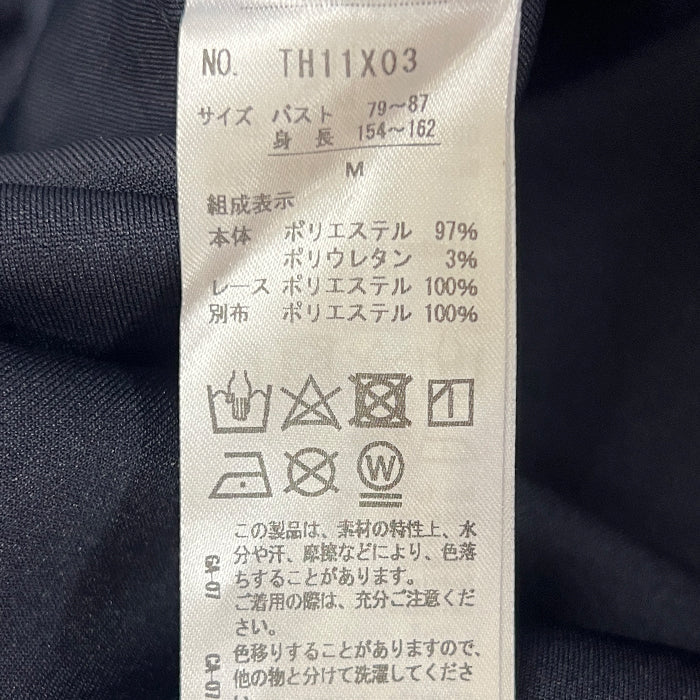 NO. TH11X03
サイズ バスト 79～87
身長 154～162
M
組成表示
本体 ポリエステル 97%
ポリウレタン 3%
レース ポリエステル 100%
別布 ポリエステル 100%
W
この製品は、素材の特性上、水
分や汗、摩擦などにより、色落
ちすることがあります。
ご着用の際は、充分ご注意くだ
さい。
GA-07
色移りすることがありますので、
他の物と分けて洗濯してくださ
い。
CA-07